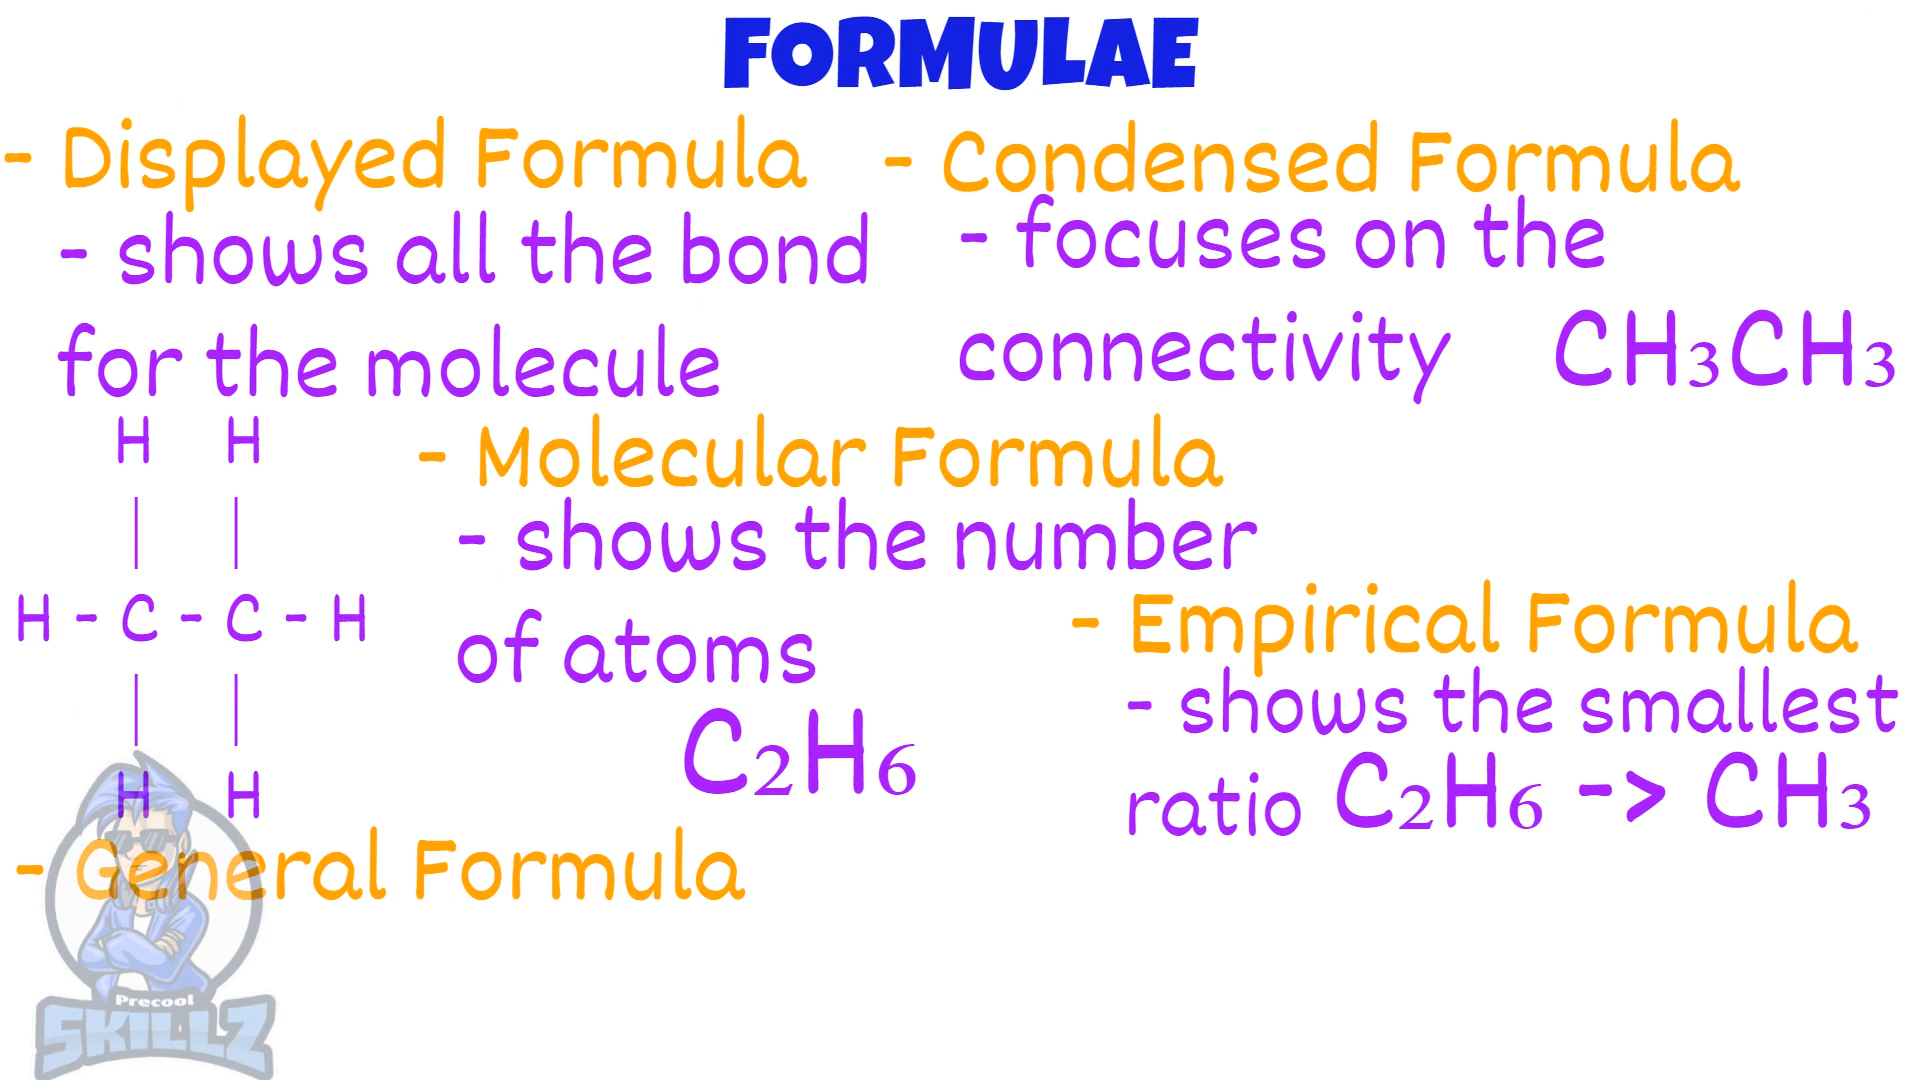 FORMULAE
- Displayed Formula
- shows all the bond
for the molecule
H H
| |
H - C - C - H
| |
H H
- Condensed Formula
- focuses on the
connectivity CH₃CH₃
- Molecular Formula
- shows the number
of atoms
C₂H₆
- Empirical Formula
- shows the smallest
ratio C₂H₆ -> CH₃
- General Formula
Precool
SKILLZ